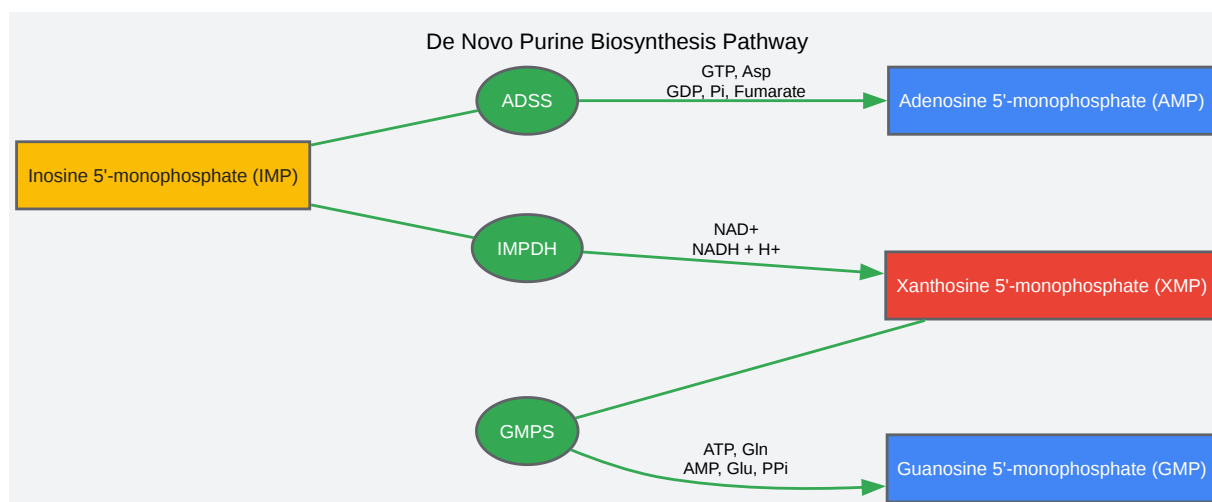 De Novo Purine Biosynthesis Pathway
ADSS
GTP, Asp
GDP, Pi, Fumarate
Adenosine 5'-monophosphate (AMP)
Inosine 5'-monophosphate (IMP)
IMPDH
NAD+
NADH + H+
Xanthosine 5'-monophosphate (XMP)
GMPS
ATP, Gln
AMP, Glu, PPi
Guanosine 5'-monophosphate (GMP)